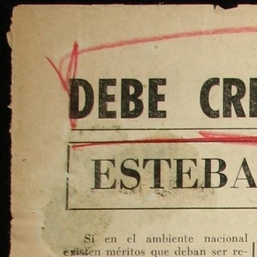 DEBE CRE
ESTEBA
Si en el ambiente nacional
existen méritos que deban ser re-